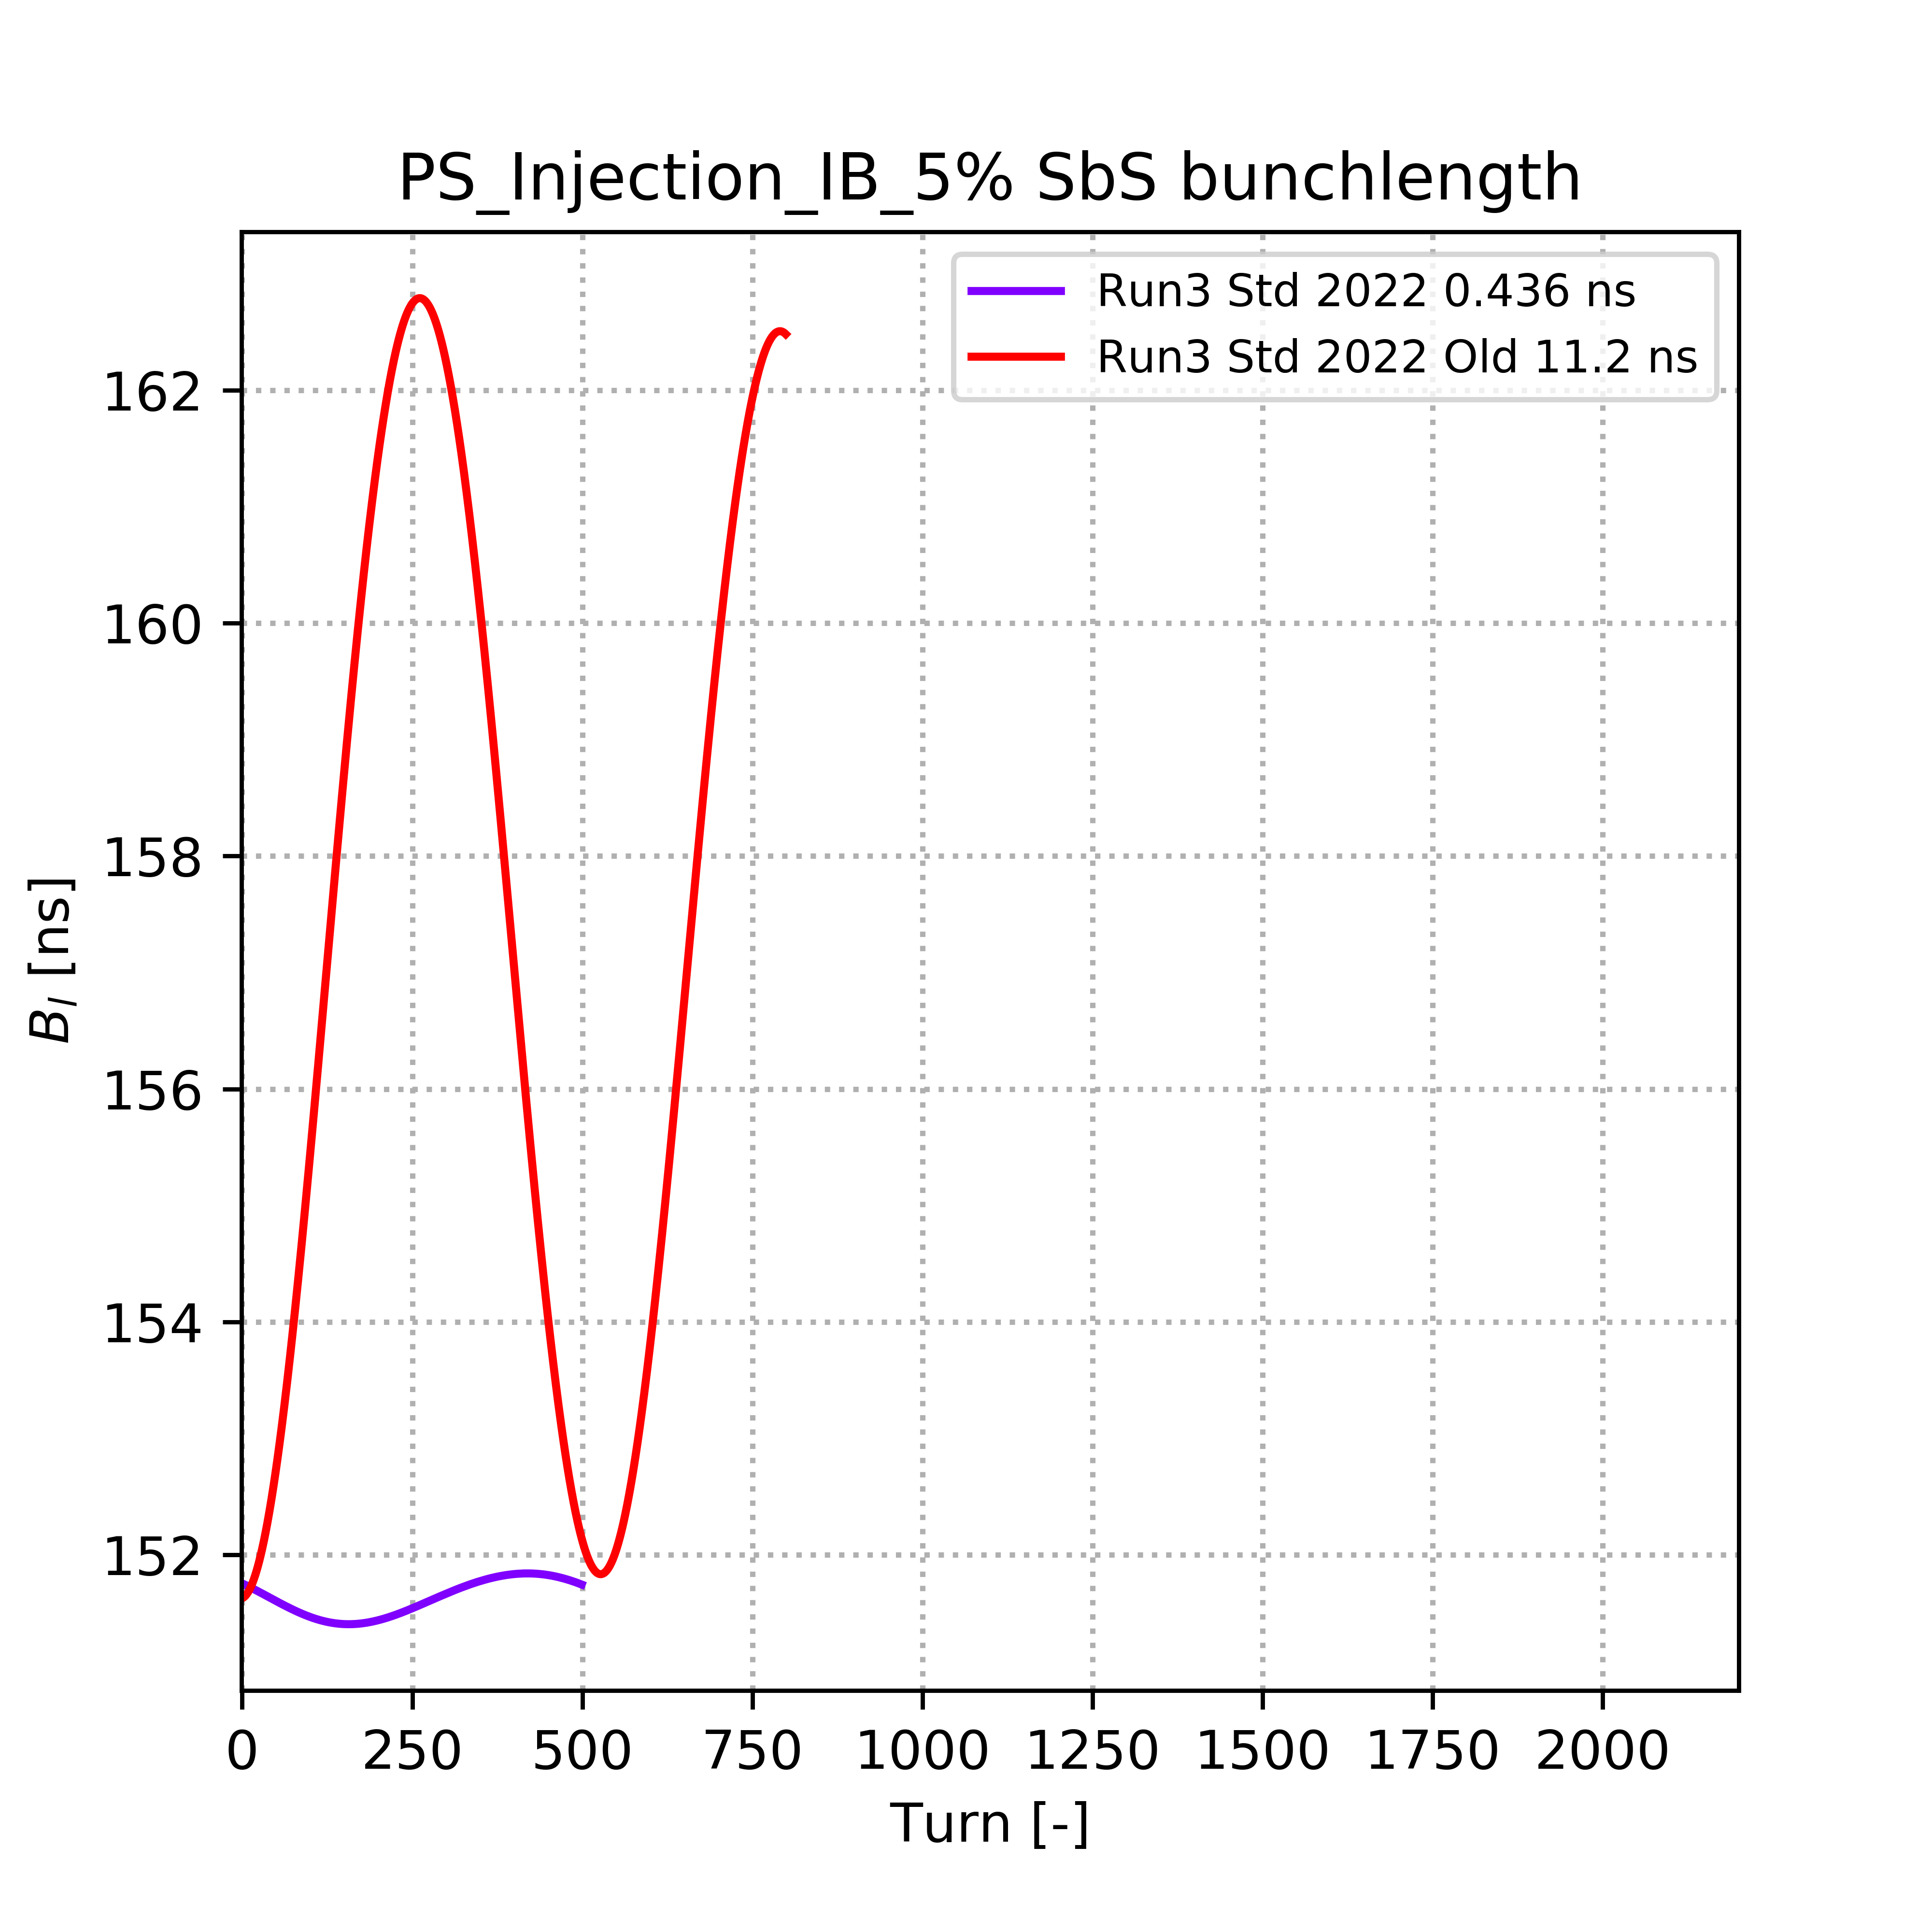 PS_Injection_IB_5% SbS bunchlength
Run3 Std 2022 0.436 ns
Run3 Std 2022 Old 11.2 ns
162
160
158
156
154
152
B_l [ns]
0 250 500 750 1000 1250 1500 1750 2000
Turn [-]